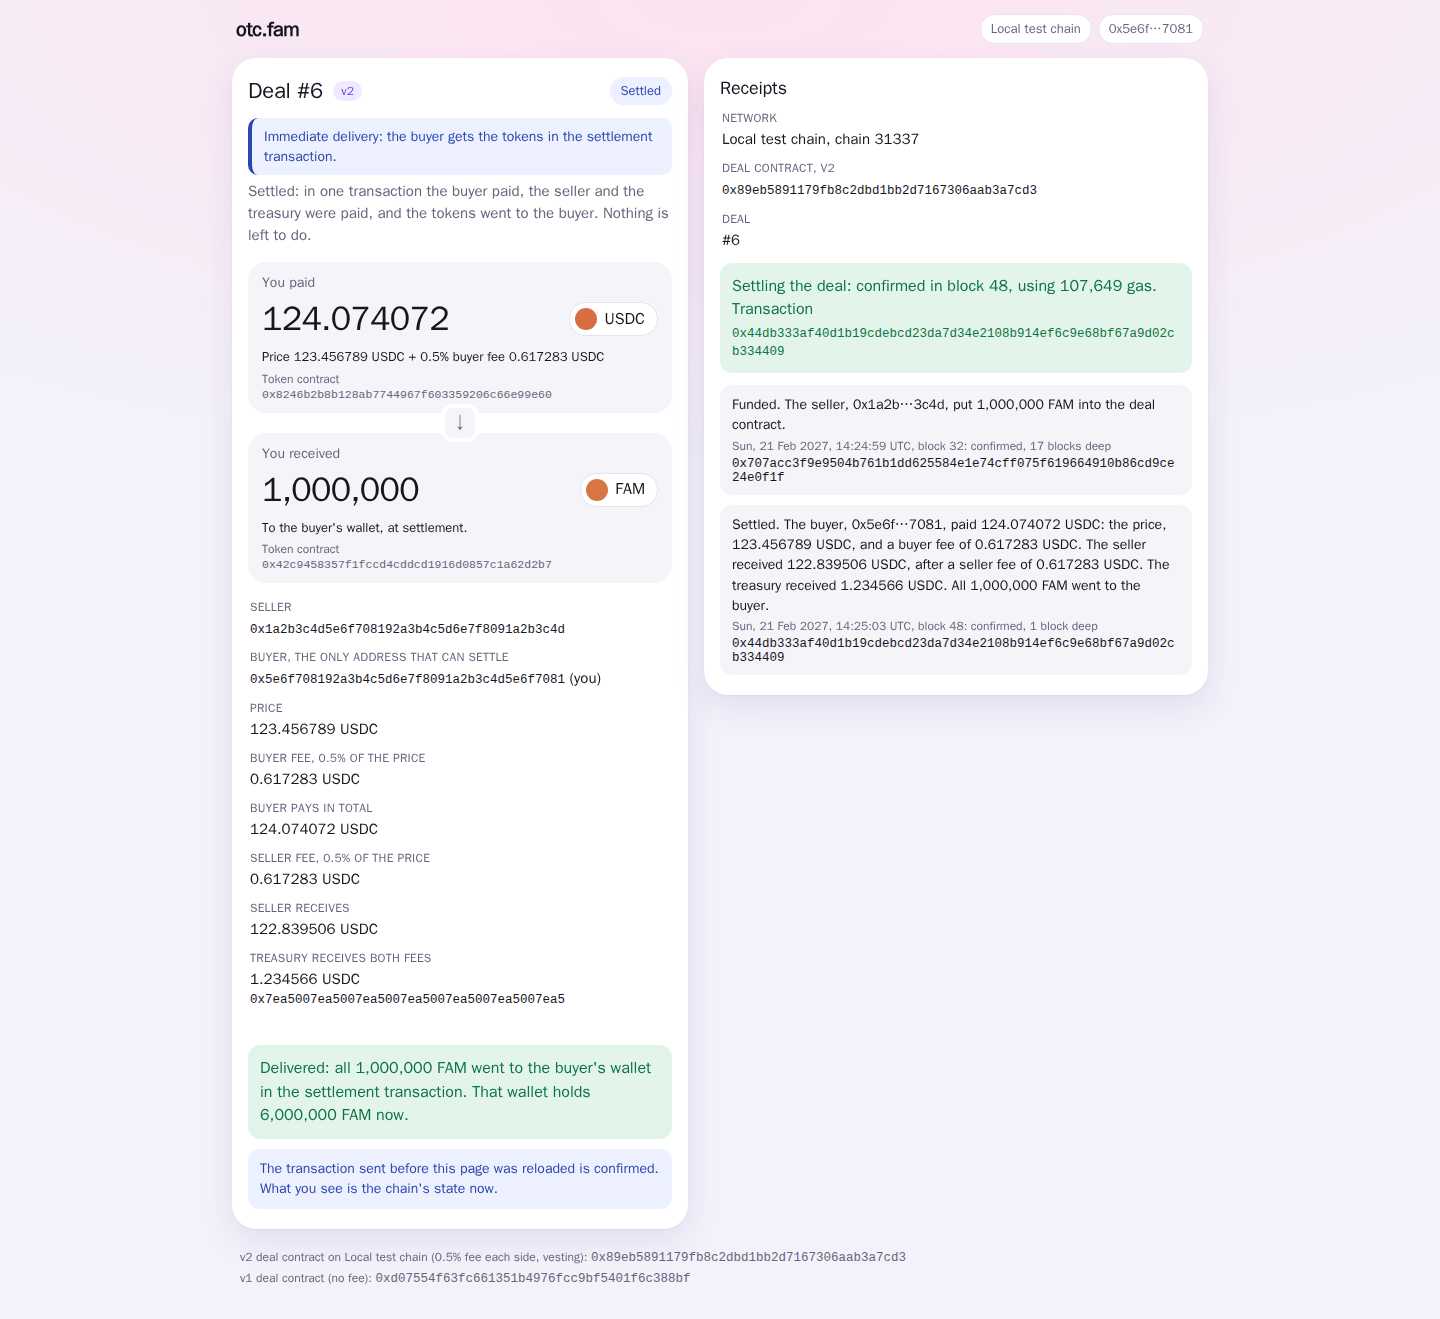 otc.fam
Local test chain
0x5e6f···7081
Deal #6
v2
Settled
Immediate delivery: the buyer gets the tokens in the settlement
transaction.
Settled: in one transaction the buyer paid, the seller and the
treasury were paid, and the tokens went to the buyer. Nothing is
left to do.
You paid
124.074072
USDC
Price 123.456789 USDC + 0.5% buyer fee 0.617283 USDC
Token contract
0x8246b2b8b128ab7744967f603359206c66e99e60
↓
You received
1,000,000
FAM
To the buyer's wallet, at settlement.
Token contract
0x42c9458357f1fccd4cddcd1916d0857c1a62d2b7
SELLER
0x1a2b3c4d5e6f708192a3b4c5d6e7f8091a2b3c4d
BUYER, THE ONLY ADDRESS THAT CAN SETTLE
0x5e6f708192a3b4c5d6e7f8091a2b3c4d5e6f7081 (you)
PRICE
123.456789 USDC
BUYER FEE, 0.5% OF THE PRICE
0.617283 USDC
BUYER PAYS IN TOTAL
124.074072 USDC
SELLER FEE, 0.5% OF THE PRICE
0.617283 USDC
SELLER RECEIVES
122.839506 USDC
TREASURY RECEIVES BOTH FEES
1.234566 USDC
0x7ea5007ea5007ea5007ea5007ea5007ea5007ea5
Delivered: all 1,000,000 FAM went to the buyer's wallet
in the settlement transaction. That wallet holds
6,000,000 FAM now.
The transaction sent before this page was reloaded is confirmed.
What you see is the chain's state now.
Receipts
NETWORK
Local test chain, chain 31337
DEAL CONTRACT, V2
0x89eb5891179fb8c2dbd1bb2d7167306aab3a7cd3
DEAL
#6
Settling the deal: confirmed in block 48, using 107,649 gas.
Transaction
0x44db333af40d1b19cdebcd23da7d34e2108b914ef6c9e68bf67a9d02c
b334409
Funded. The seller, 0x1a2b···3c4d, put 1,000,000 FAM into the deal
contract.
Sun, 21 Feb 2027, 14:24:59 UTC, block 32: confirmed, 17 blocks deep
0x707acc3f9e9504b761b1dd625584e1e74cff075f619664910b86cd9ce
24e0f1f
Settled. The buyer, 0x5e6f···7081, paid 124.074072 USDC: the price,
123.456789 USDC, and a buyer fee of 0.617283 USDC. The seller
received 122.839506 USDC, after a seller fee of 0.617283 USDC. The
treasury received 1.234566 USDC. All 1,000,000 FAM went to the
buyer.
Sun, 21 Feb 2027, 14:25:03 UTC, block 48: confirmed, 1 block deep
0x44db333af40d1b19cdebcd23da7d34e2108b914ef6c9e68bf67a9d02c
b334409
v2 deal contract on Local test chain (0.5% fee each side, vesting): 0x89eb5891179fb8c2dbd1bb2d7167306aab3a7cd3
v1 deal contract (no fee): 0xd07554f63fc661351b4976fcc9bf5401f6c388bf